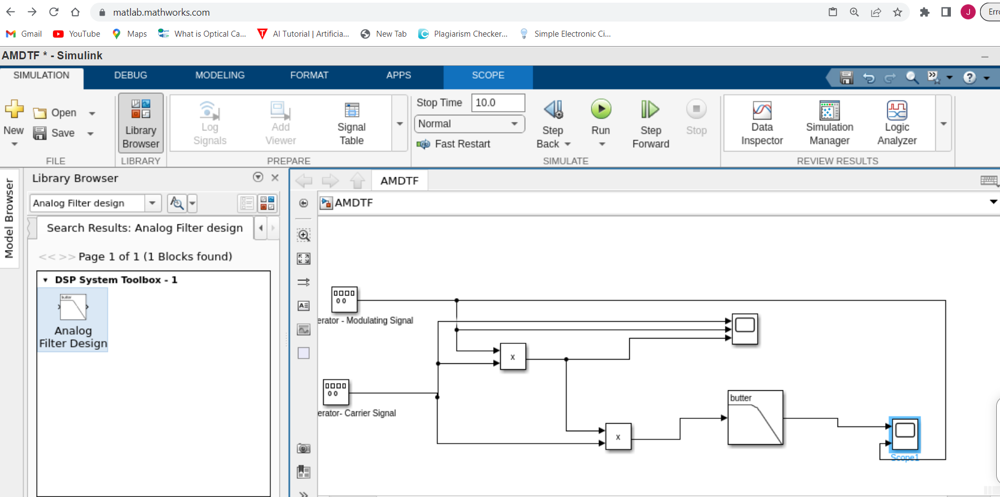 matlab.mathworks.com
J
Erro
Gmail
YouTube
Maps
What is Optical Ca...
AI Tutorial | Artificia...
New Tab
Plagiarism Checker...
Simple Electronic Ci...
AMDTF * - Simulink
SIMULATION
DEBUG
MODELING
FORMAT
APPS
SCOPE
New
Open
Save
FILE
Library
Browser
LIBRARY
Log
Signals
Add
Viewer
Signal
Table
PREPARE
Stop Time 10.0
Normal
Fast Restart
Step
Back
Run
Step
Forward
Stop
SIMULATE
Data
Inspector
Simulation
Manager
Logic
Analyzer
REVIEW RESULTS
Model Browser
Library Browser
Analog Filter design
Search Results: Analog Filter design
<< >> Page 1 of 1 (1 Blocks found)
DSP System Toolbox - 1
butter
Analog
Filter Design
AMDTF
AMDTF
erator - Modulating Signal
x
erator- Carrier Signal
x
butter
Scope1